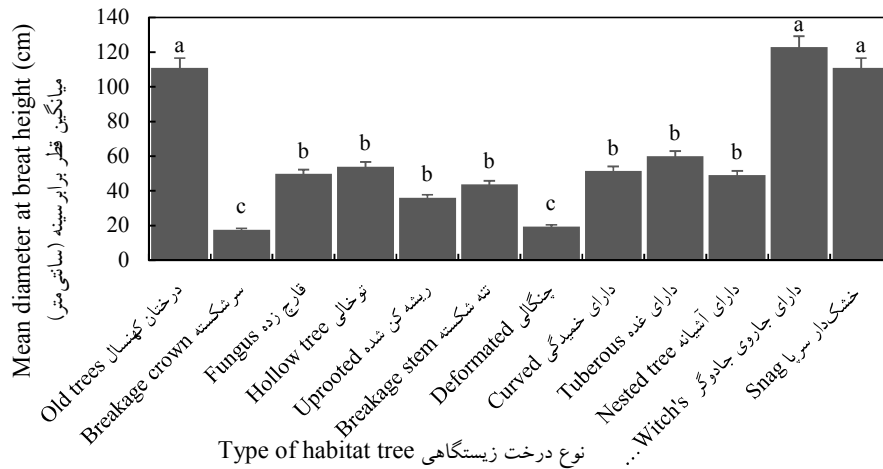 Mean diameter at breat height (cm)
میانگین قطر برابرسینه (سانتی‌متر)
140
120
100
80
60
40
20
0
a
c
b
b
b
b
c
b
b
b
a
a
Old trees درختان کهنسال
Breakage crown سرشکسته
Fungus قارچ زده
Hollow tree توخالی
Uprooted ریشه کن شده
Breakage stem تنه شکسته
Deformated چنگالی
Curved دارای خمیدگی
Tuberous دارای غده
Nested tree دارای آشیانه
...Witch's دارای جاروی جادوگر
Snag خشک‌دار سرپا
Type of habitat tree نوع درخت زیستگاهی